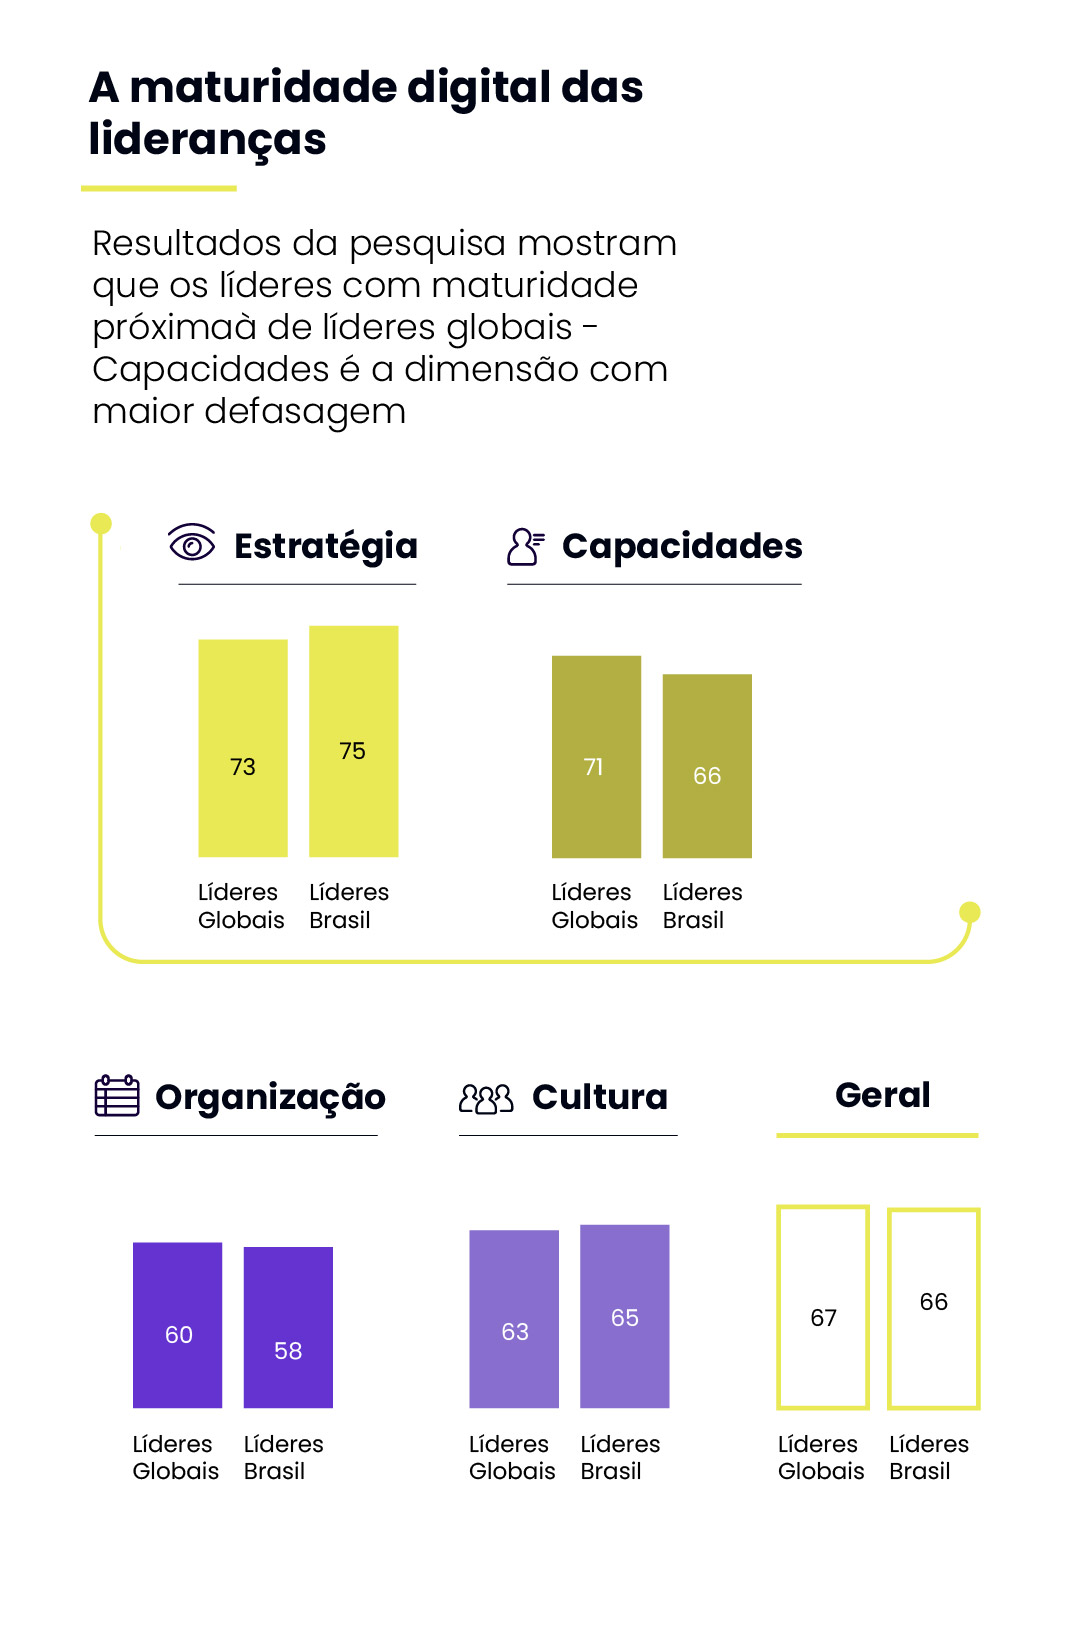 A maturidade digital das
lideranças
Resultados da pesquisa mostram
que os líderes com maturidade
próximaà de líderes globais -
Capacidades é a dimensão com
maior defasagem
Estratégia
Capacidades
73
75
71
66
Líderes
Globais
Líderes
Brasil
Líderes
Globais
Líderes
Brasil
Organização
Cultura
Geral
60
58
63
65
67
66
Líderes
Globais
Líderes
Brasil
Líderes
Globais
Líderes
Brasil
Líderes
Globais
Líderes
Brasil